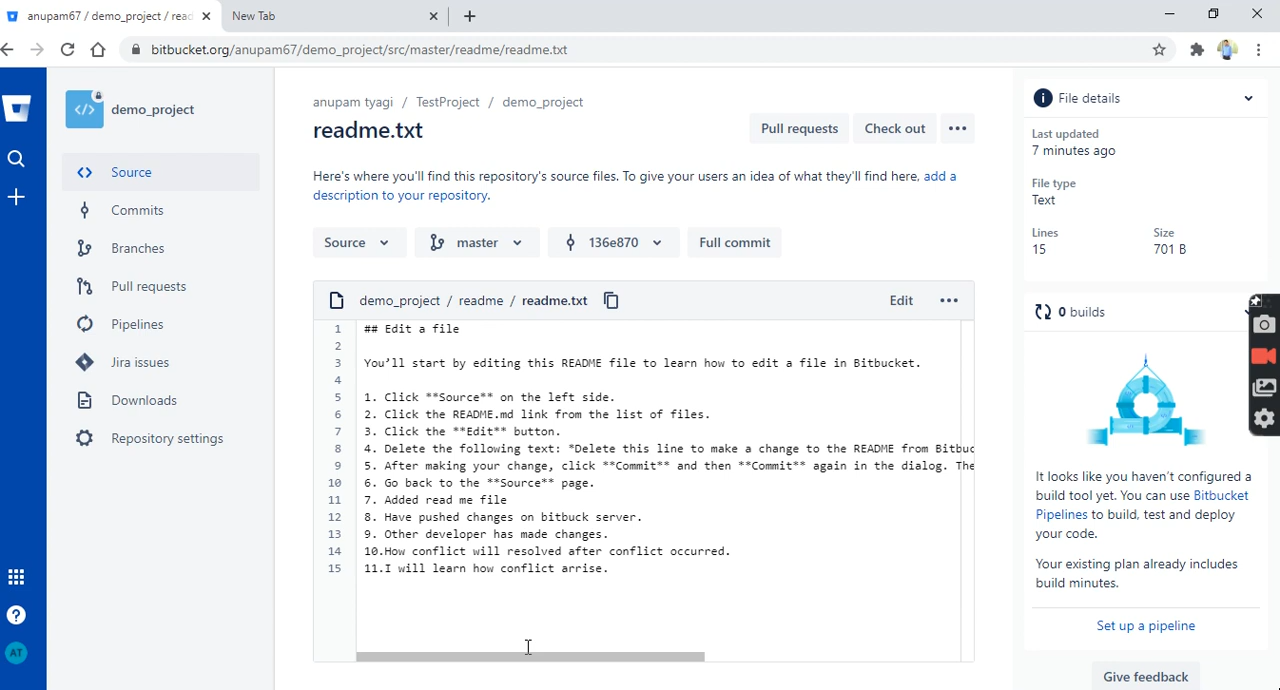 anupam67 / demo_project / read
New Tab
bitbucket.org/anupam67/demo_project/src/master/readme/readme.txt
demo_project
Source
Commits
Branches
Pull requests
Pipelines
Jira issues
Downloads
Repository settings
AT
anupam tyagi / TestProject / demo_project
readme.txt
Pull requests
Check out
Here's where you'll find this repository's source files. To give your users an idea of what they'll find here, add a
description to your repository.
Source
master
136e870
Full commit
demo_project / readme / readme.txt
Edit
1 ## Edit a file
2
3 You’ll start by editing this README file to learn how to edit a file in Bitbucket.
4
5 1. Click **Source** on the left side.
6 2. Click the README.md link from the list of files.
7 3. Click the **Edit** button.
8 4. Delete the following text: *Delete this line to make a change to the README from Bitbuc
9 5. After making your change, click **Commit** and then **Commit** again in the dialog. The
10 6. Go back to the **Source** page.
11 7. Added read me file
12 8. Have pushed changes on bitbuck server.
13 9. Other developer has made changes.
14 10.How conflict will resolved after conflict occurred.
15 11.I will learn how conflict arrise.
File details
Last updated
7 minutes ago
File type
Text
Lines
15
Size
701 B
0 builds
It looks like you haven’t configured a
build tool yet. You can use Bitbucket
Pipelines to build, test and deploy
your code.
Your existing plan already includes
build minutes.
Set up a pipeline
Give feedback